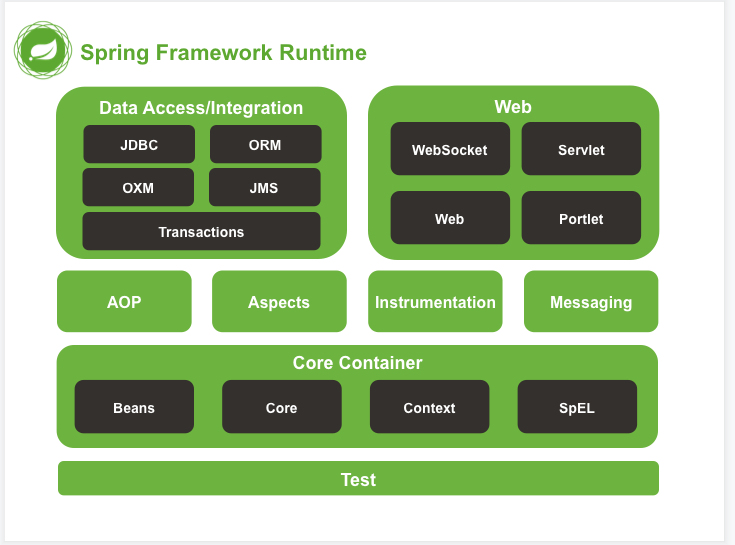 Spring Framework Runtime
Data Access/Integration
JDBC
ORM
OXM
JMS
Transactions
Web
WebSocket
Servlet
Web
Portlet
AOP
Aspects
Instrumentation
Messaging
Core Container
Beans
Core
Context
SpEL
Test